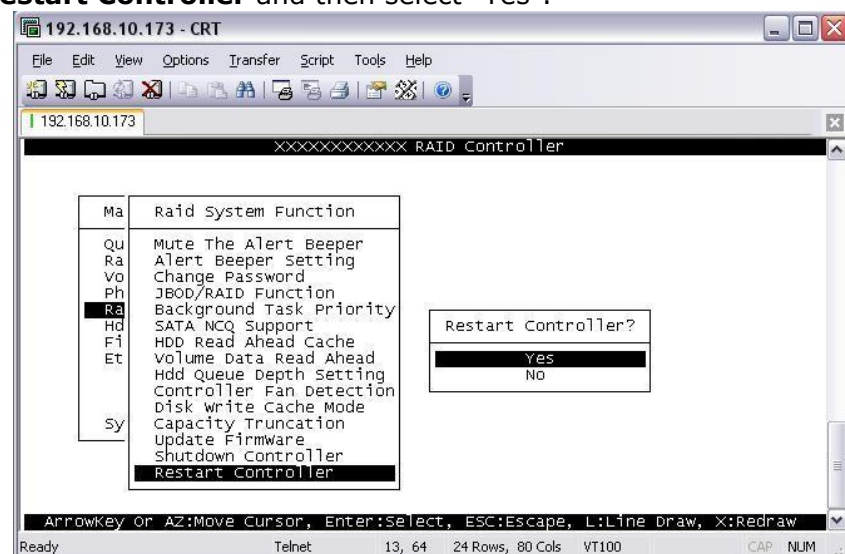 estart Controller and then select "Yes".
192.168.10.173 - CRT
File Edit View Options Transfer Script Tools Help
192.168.10.173
XXXXXXXXXXXX RAID Controller
Ma
Raid System Function
Qu
Mute The Alert Beeper
Ra
Alert Beeper Setting
Vo
Change Password
Ph
JBOD/RAID Function
Ra
Background Task Priority
Hd
SATA NCQ Support
Fi
HDD Read Ahead Cache
Et
Volume Data Read Ahead
Hdd Queue Depth Setting
Controller Fan Detection
Disk Write Cache Mode
Sy
Capacity Truncation
Update FirmWare
Shutdown Controller
Restart Controller
Restart Controller?
Yes
No
ArrowKey Or AZ:Move Cursor, Enter:Select, ESC:Escape, L:Line Draw, X:Redraw
Ready Telnet 13, 64 24 Rows, 80 Cols VT100 CAP NUM